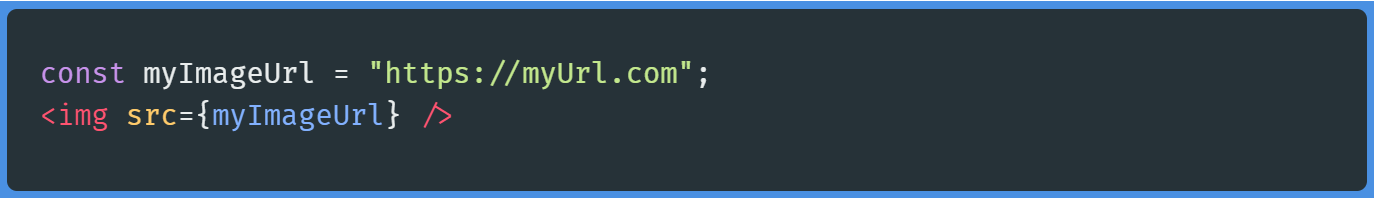 const myImageUrl = "https://myUrl.com";
<img src={myImageUrl} />